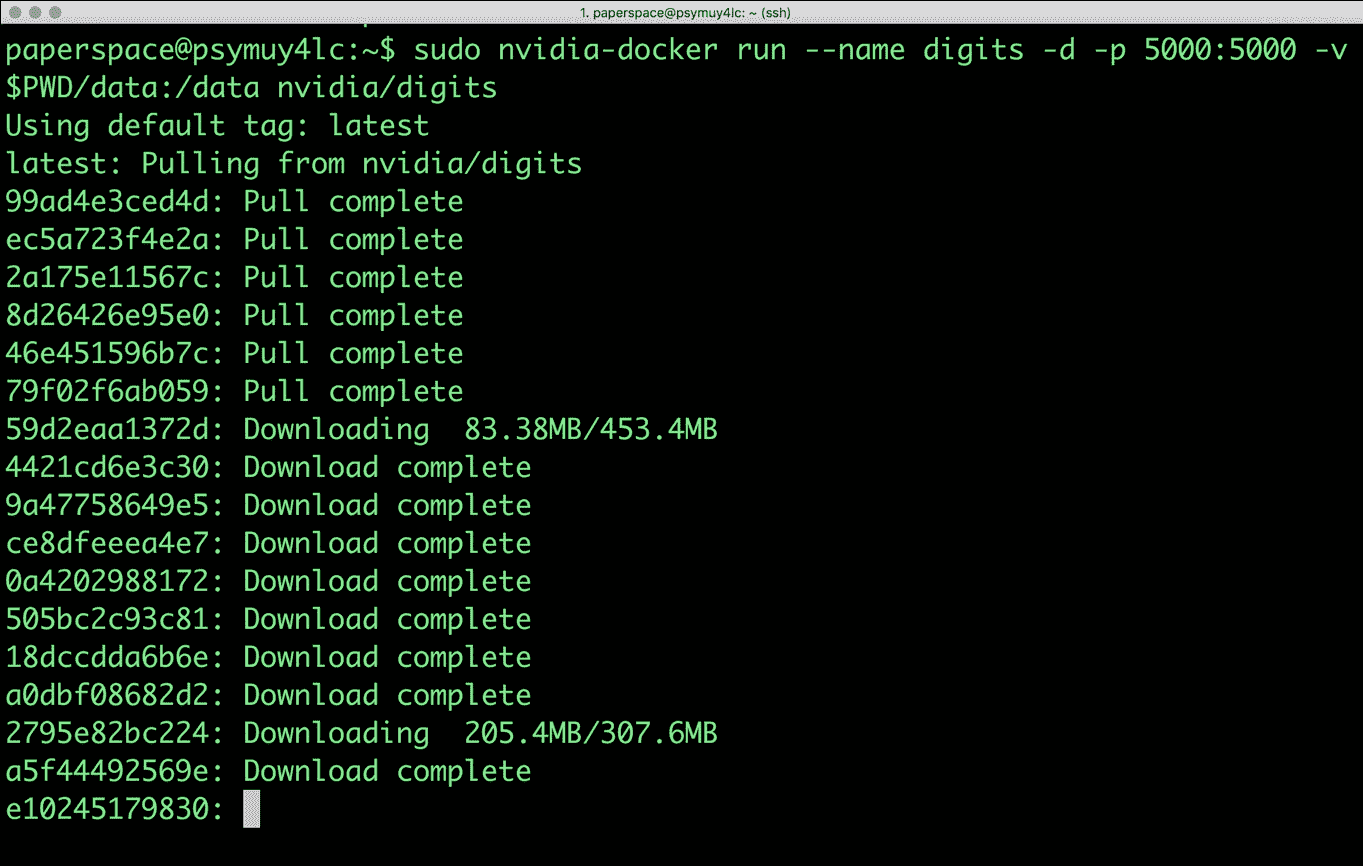 1. paperspace@psymuy4lc: ~ (ssh)
paperspace@psymuy4lc:~$ sudo nvidia-docker run --name digits -d -p 5000:5000 -v
$PWD/data:/data nvidia/digits
Using default tag: latest
latest: Pulling from nvidia/digits
99ad4e3ced4d: Pull complete
ec5a723f4e2a: Pull complete
2a175e11567c: Pull complete
8d26426e95e0: Pull complete
46e451596b7c: Pull complete
79f02f6ab059: Pull complete
59d2eaa1372d: Downloading  83.38MB/453.4MB
4421cd6e3c30: Download complete
9a47758649e5: Download complete
ce8dfeeea4e7: Download complete
0a4202988172: Download complete
505bc2c93c81: Download complete
18dccdda6b6e: Download complete
a0dbf08682d2: Download complete
2795e82bc224: Downloading  205.4MB/307.6MB
a5f44492569e: Download complete
e10245179830: